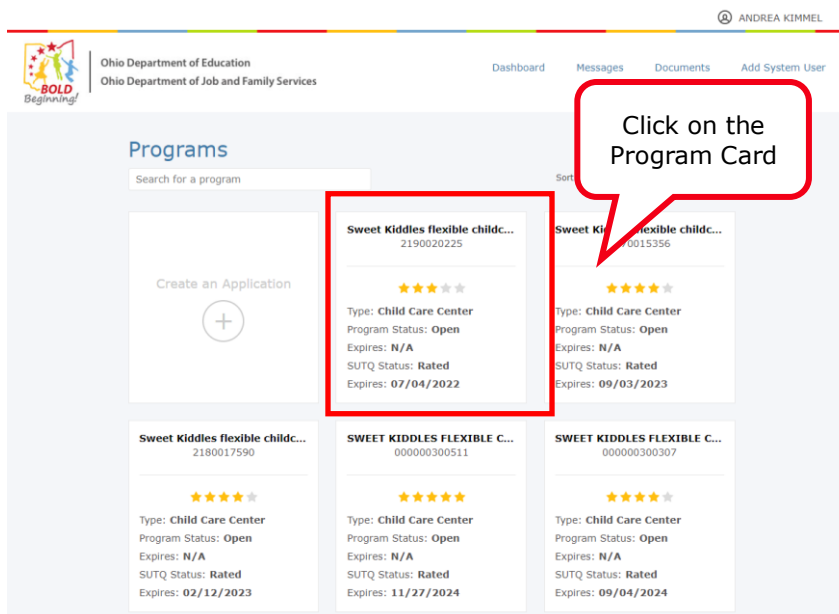 ANDREA KIMMEL
BOLD
Beginning!
Ohio Department of Education
Ohio Department of Job and Family Services
Dashboard
Messages
Documents
Add System User
Click on the
Program Card
Programs
Search for a program
Sort
Create an Application
Sweet Kiddles flexible childc...
2190020225
Type: Child Care Center
Program Status: Open
Expires: N/A
SUTQ Status: Rated
Expires: 07/04/2022
Sweet Ki exible childc...
0015356
Type: Child Care Center
Program Status: Open
Expires: N/A
SUTQ Status: Rated
Expires: 09/03/2023
Sweet Kiddles flexible childc...
2180017590
Type: Child Care Center
Program Status: Open
Expires: N/A
SUTQ Status: Rated
Expires: 02/12/2023
SWEET KIDDLES FLEXIBLE C...
000000300511
Type: Child Care Center
Program Status: Open
Expires: N/A
SUTQ Status: Rated
Expires: 11/27/2024
SWEET KIDDLES FLEXIBLE C...
000000300307
Type: Child Care Center
Program Status: Open
Expires: N/A
SUTQ Status: Rated
Expires: 09/04/2024